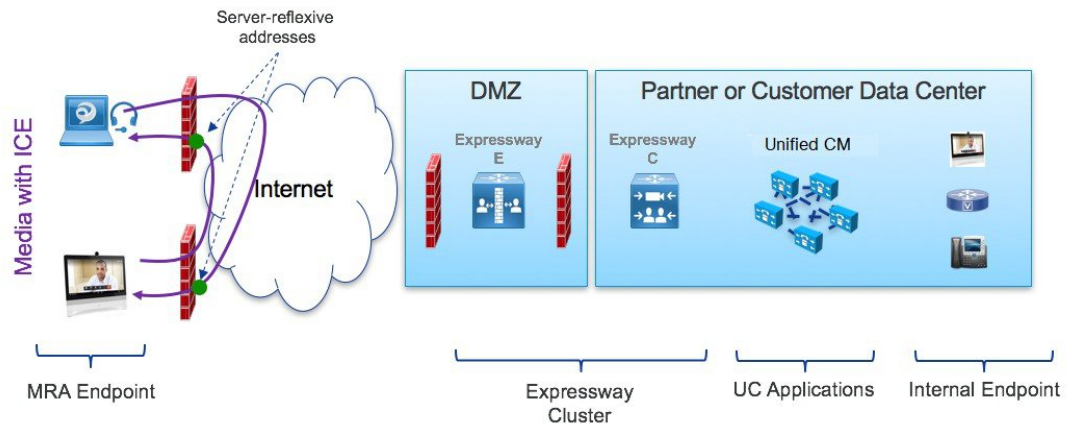 Server-reflexive
addresses
Media with ICE
Internet
DMZ
Expressway
E
Partner or Customer Data Center
Expressway
C
Unified CM
V
MRA Endpoint
Expressway
Cluster
UC Applications
Internal Endpoint